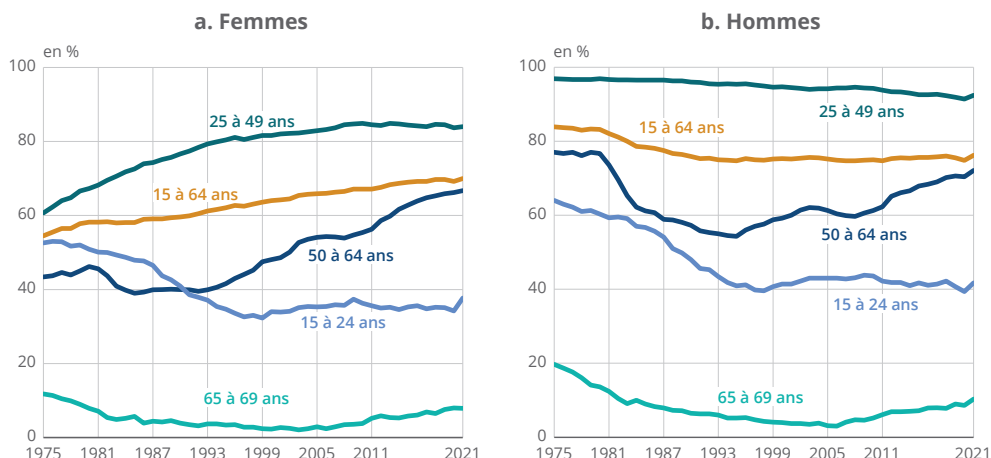 a. Femmes
en %
100
80
60
40
20
0
25 à 49 ans
15 à 64 ans
50 à 64 ans
15 à 24 ans
65 à 69 ans
1975 1981 1987 1993 1999 2005 2011 2021
b. Hommes
en %
100
80
60
40
20
0
25 à 49 ans
15 à 64 ans
50 à 64 ans
15 à 24 ans
65 à 69 ans
1975 1981 1987 1993 1999 2005 2011 2021